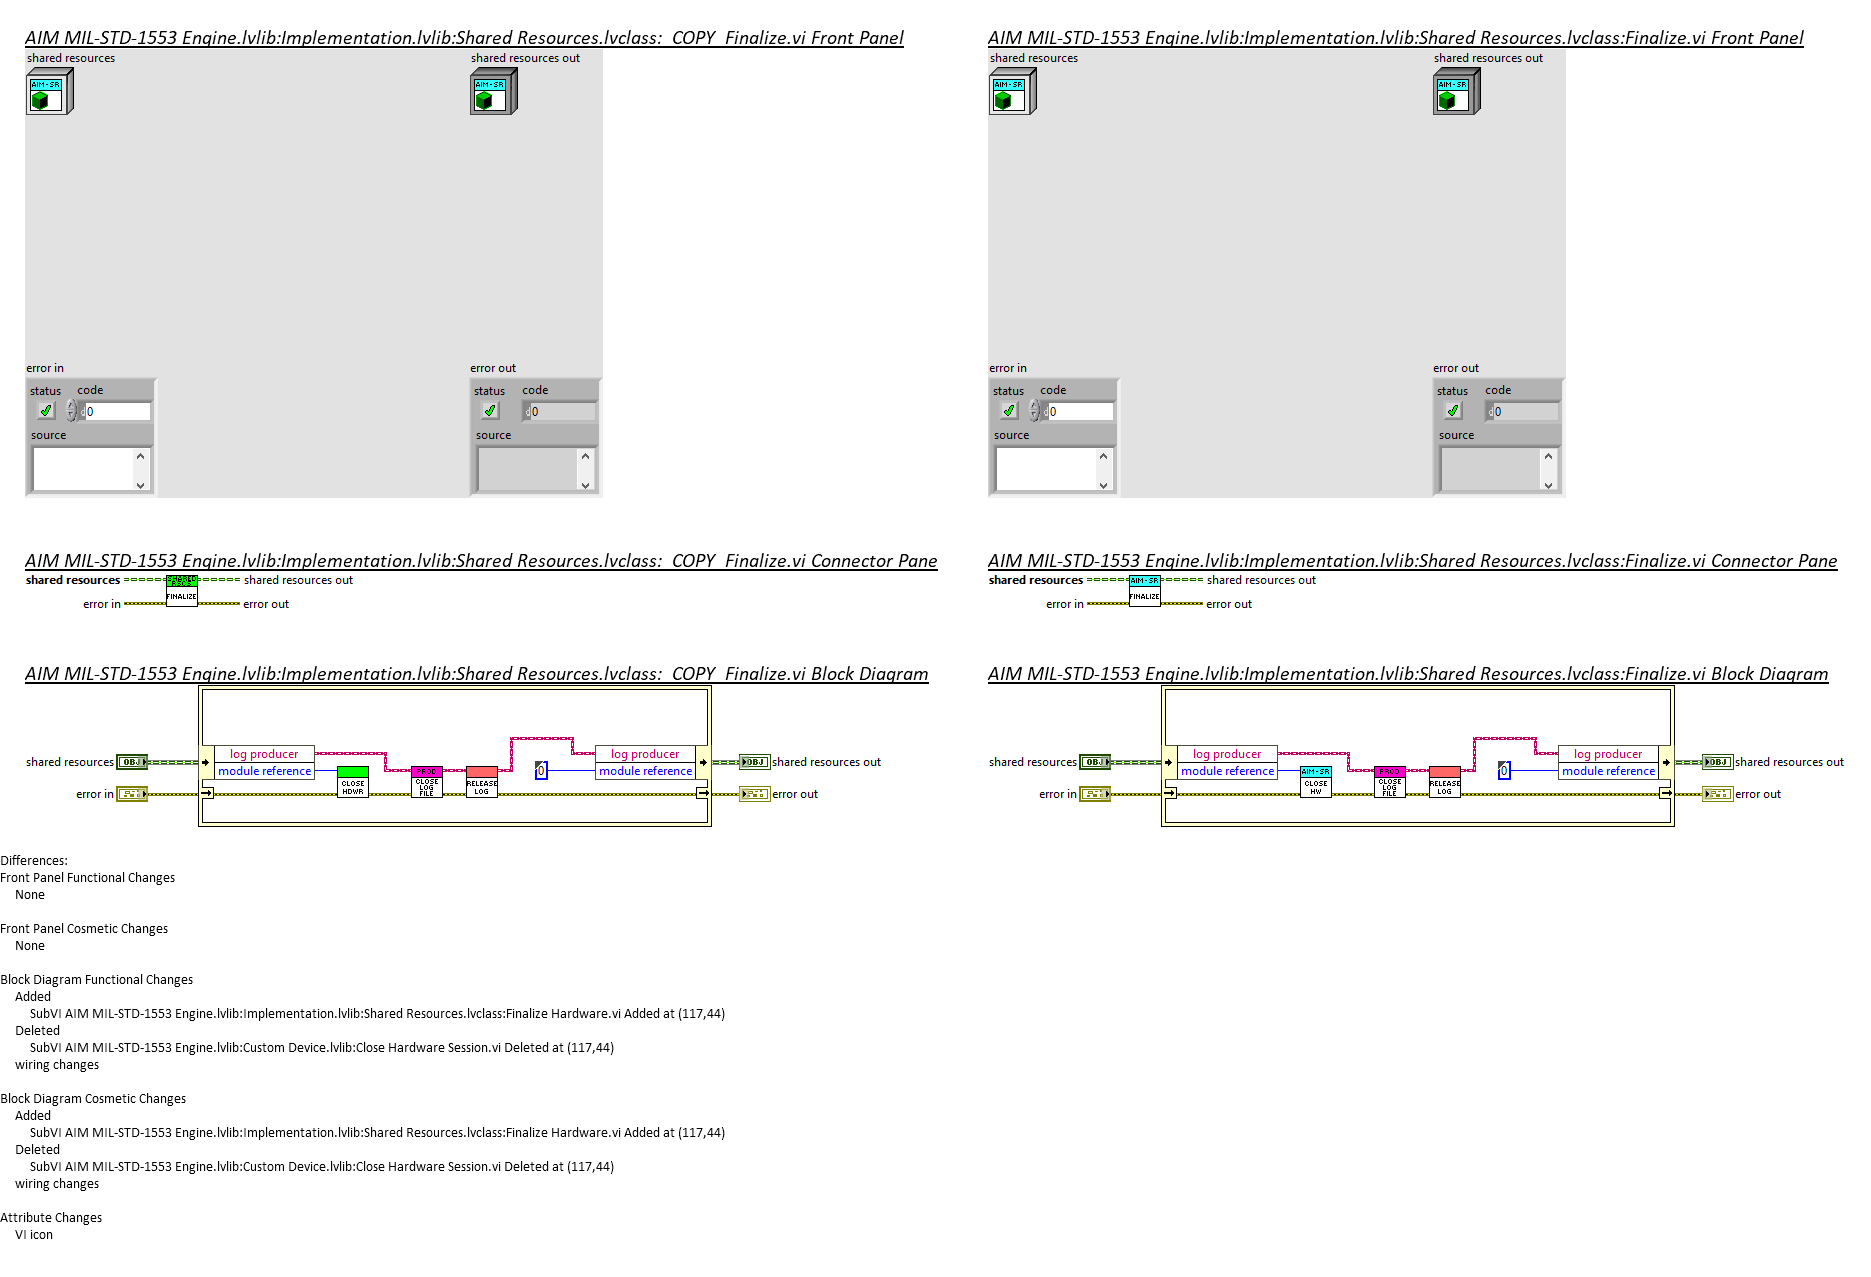 AIM MIL-STD-1553 Engine.lvlib:Implementation.lvlib:Shared Resources.lvclass:_COPY_Finalize.vi Front Panel
shared resources
shared resources out
AIM-SR
AIM-SR
error in
error out
status
code
status
code
d0
d0
source
source
AIM MIL-STD-1553 Engine.lvlib:Implementation.lvlib:Shared Resources.lvclass:_COPY_Finalize.vi Connector Pane
shared resources
SHARED
FINALIZE
shared resources out
error in
error out
AIM MIL-STD-1553 Engine.lvlib:Implementation.lvlib:Shared Resources.lvclass:_COPY_Finalize.vi Block Diagram
log producer
log producer
shared resources
OBJ
module reference
PROD
0
module reference
OBJ
shared resources out
CLOSE HDWR
CLOSE LOG FILE
RELEASE LOG
error in
error out
AIM MIL-STD-1553 Engine.lvlib:Implementation.lvlib:Shared Resources.lvclass:Finalize.vi Front Panel
shared resources
shared resources out
AIM-SR
AIM-SR
error in
error out
status
code
status
code
d0
d0
source
source
AIM MIL-STD-1553 Engine.lvlib:Implementation.lvlib:Shared Resources.lvclass:Finalize.vi Connector Pane
shared resources
AIM-SR
FINALIZE
shared resources out
error in
error out
AIM MIL-STD-1553 Engine.lvlib:Implementation.lvlib:Shared Resources.lvclass:Finalize.vi Block Diagram
log producer
log producer
shared resources
OBJ
module reference
AIM-SR
PROD
0
module reference
OBJ
shared resources out
CLOSE HW
CLOSE LOG FILE
RELEASE LOG
error in
error out
Differences:
Front Panel Functional Changes
None
Front Panel Cosmetic Changes
None
Block Diagram Functional Changes
Added
SubVI AIM MIL-STD-1553 Engine.lvlib:Implementation.lvlib:Shared Resources.lvclass:Finalize Hardware.vi Added at (117,44)
Deleted
SubVI AIM MIL-STD-1553 Engine.lvlib:Custom Device.lvlib:Close Hardware Session.vi Deleted at (117,44)
wiring changes
Block Diagram Cosmetic Changes
Added
SubVI AIM MIL-STD-1553 Engine.lvlib:Implementation.lvlib:Shared Resources.lvclass:Finalize Hardware.vi Added at (117,44)
Deleted
SubVI AIM MIL-STD-1553 Engine.lvlib:Custom Device.lvlib:Close Hardware Session.vi Deleted at (117,44)
wiring changes
Attribute Changes
VI icon